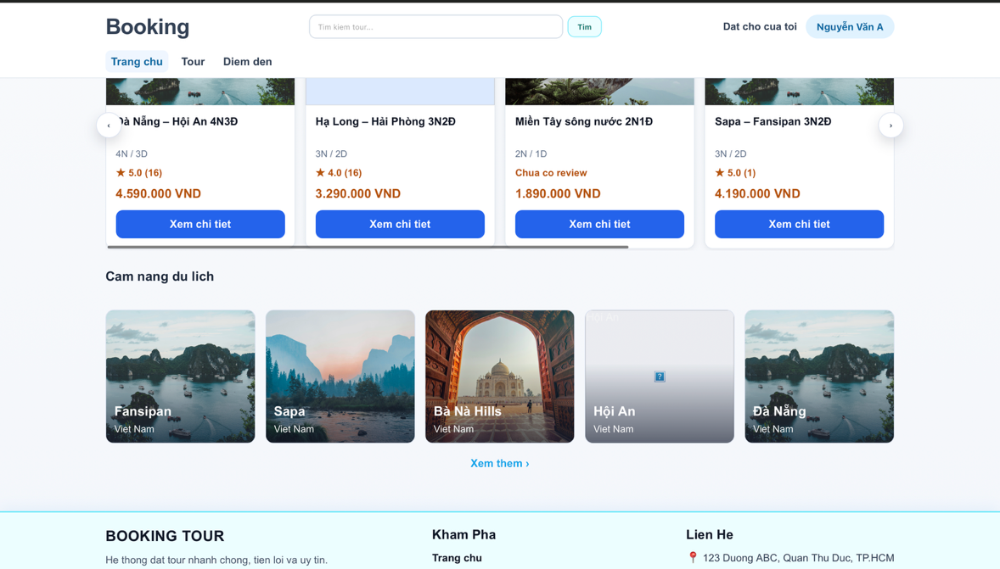 Booking
Tim kiem tour...
Tim
Dat cho cua toi
Nguyễn Văn A
Trang chu
Tour
Diem den
Đà Nẵng – Hội An 4N3Đ
Hạ Long – Hải Phòng 3N2Đ
Miền Tây sông nước 2N1Đ
Sapa – Fansipan 3N2Đ
‹
›
4N / 3D
3N / 2D
2N / 1D
3N / 2D
★ 5.0 (16)
★ 4.0 (16)
Chua co review
★ 5.0 (1)
4.590.000 VND
3.290.000 VND
1.890.000 VND
4.190.000 VND
Xem chi tiet
Xem chi tiet
Xem chi tiet
Xem chi tiet
Cam nang du lich
Hội An
?
Fansipan
Viet Nam
Sapa
Viet Nam
Bà Nà Hills
Viet Nam
Hội An
Viet Nam
Đà Nẵng
Viet Nam
Xem them ›
BOOKING TOUR
He thong dat tour nhanh chong, tien loi va uy tin.
Kham Pha
Trang chu
Lien He
📍 123 Duong ABC, Quan Thu Duc, TP.HCM